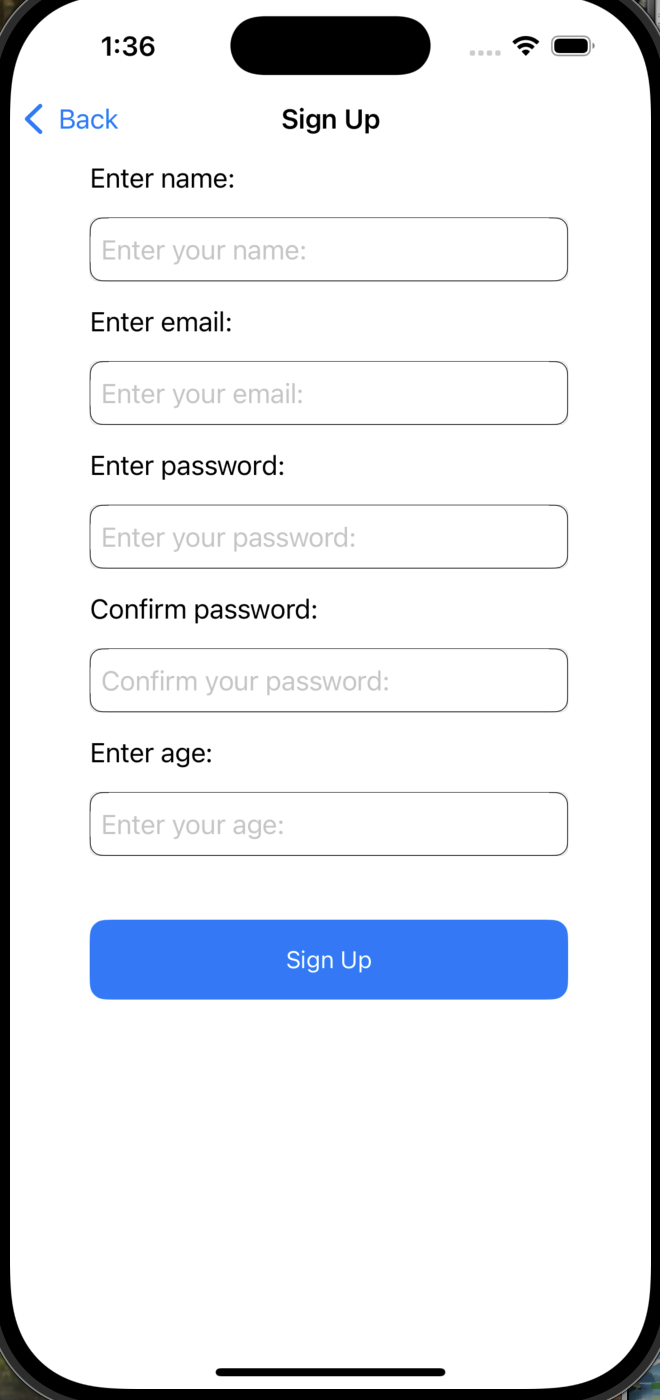 1:36
Back
Sign Up
Enter name:
Enter your name:
Enter email:
Enter your email:
Enter password:
Enter your password:
Confirm password:
Confirm your password:
Enter age:
Enter your age:
Sign Up